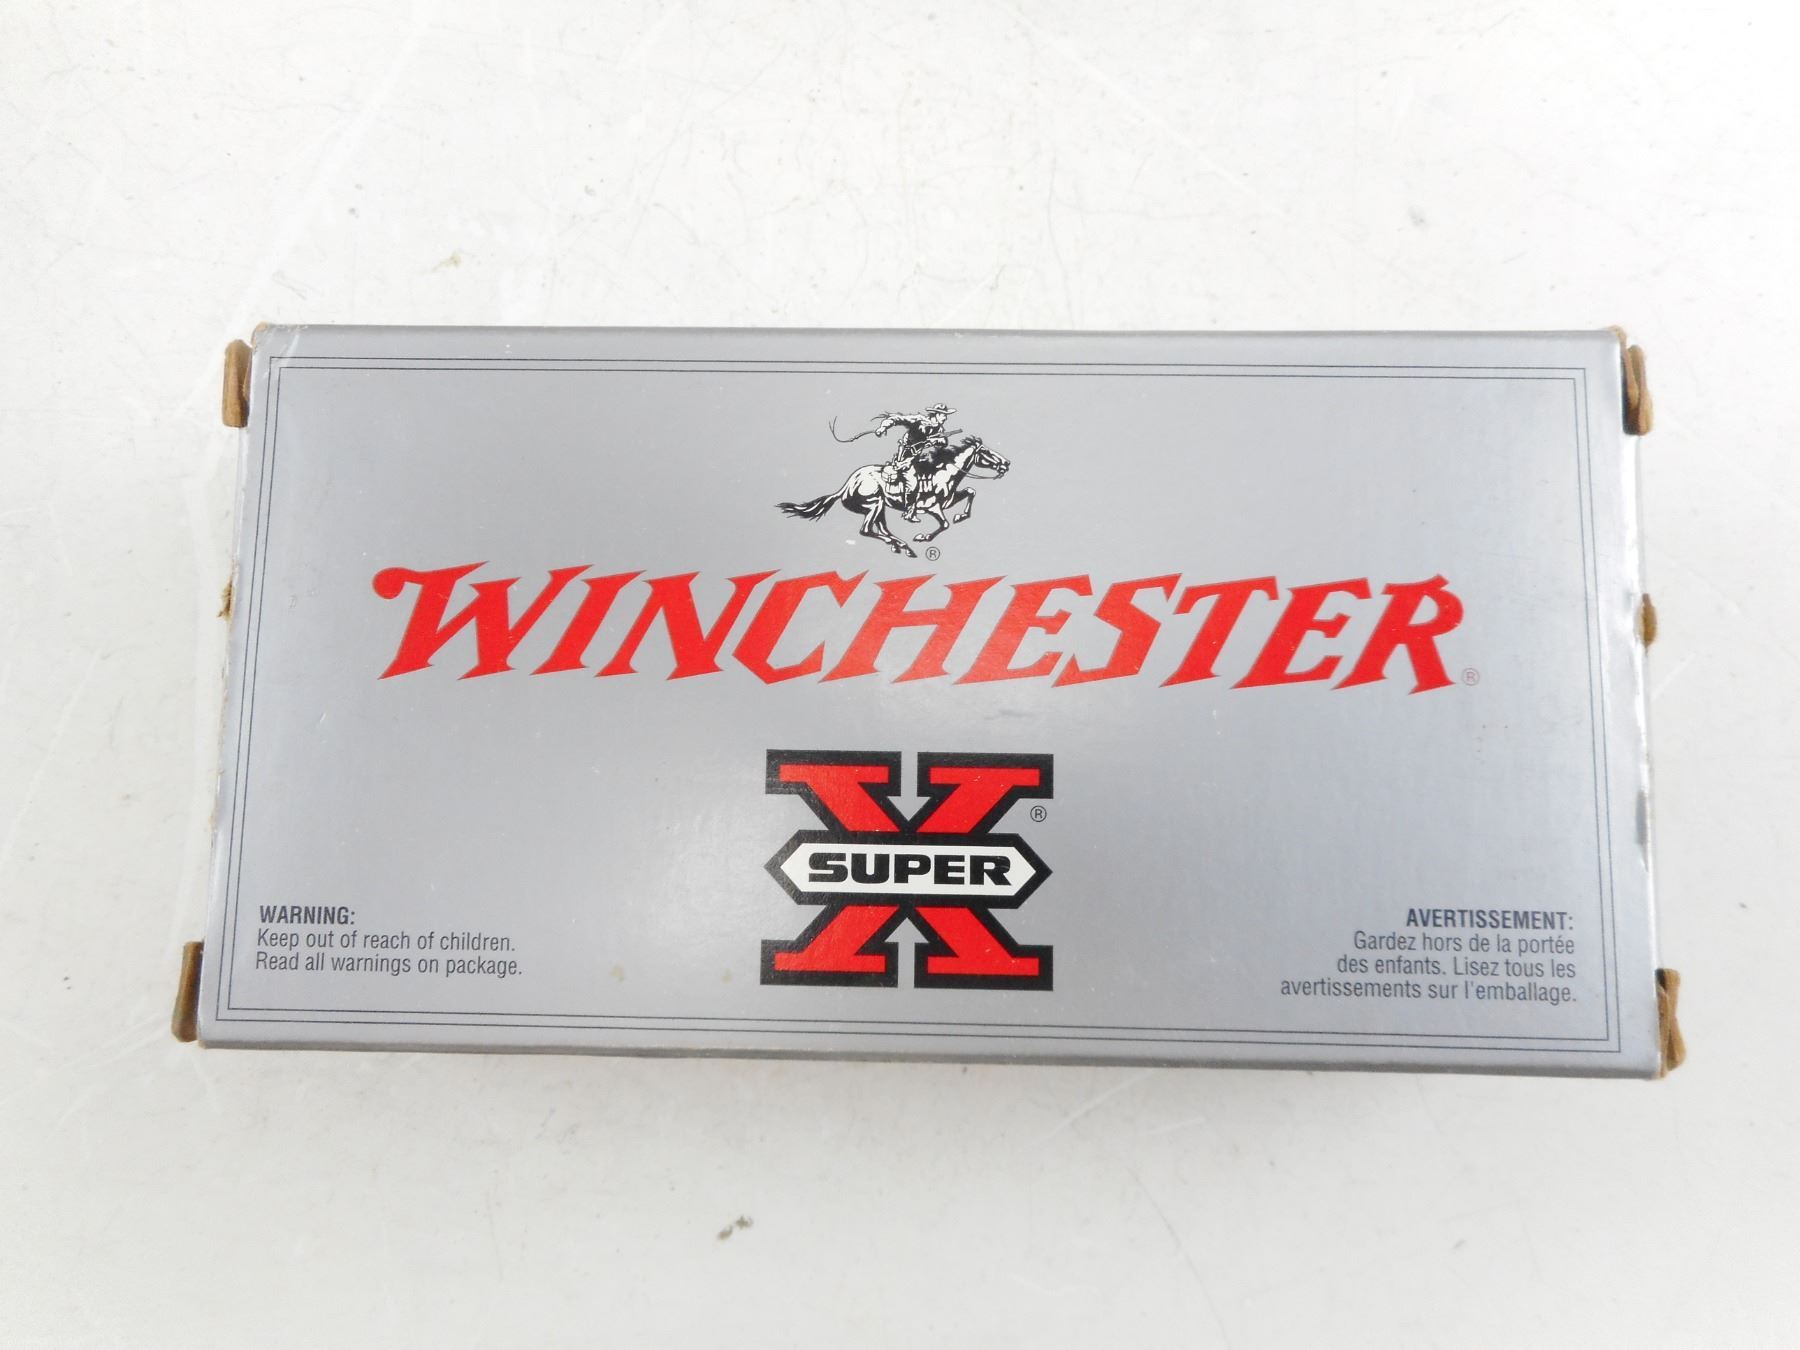 ®
WINCHESTER®
X ®
SUPER
WARNING:
Keep out of reach of children.
Read all warnings on package.
AVERTISSEMENT:
Gardez hors de la portée
des enfants. Lisez tous les
avertissements sur l'emballage.